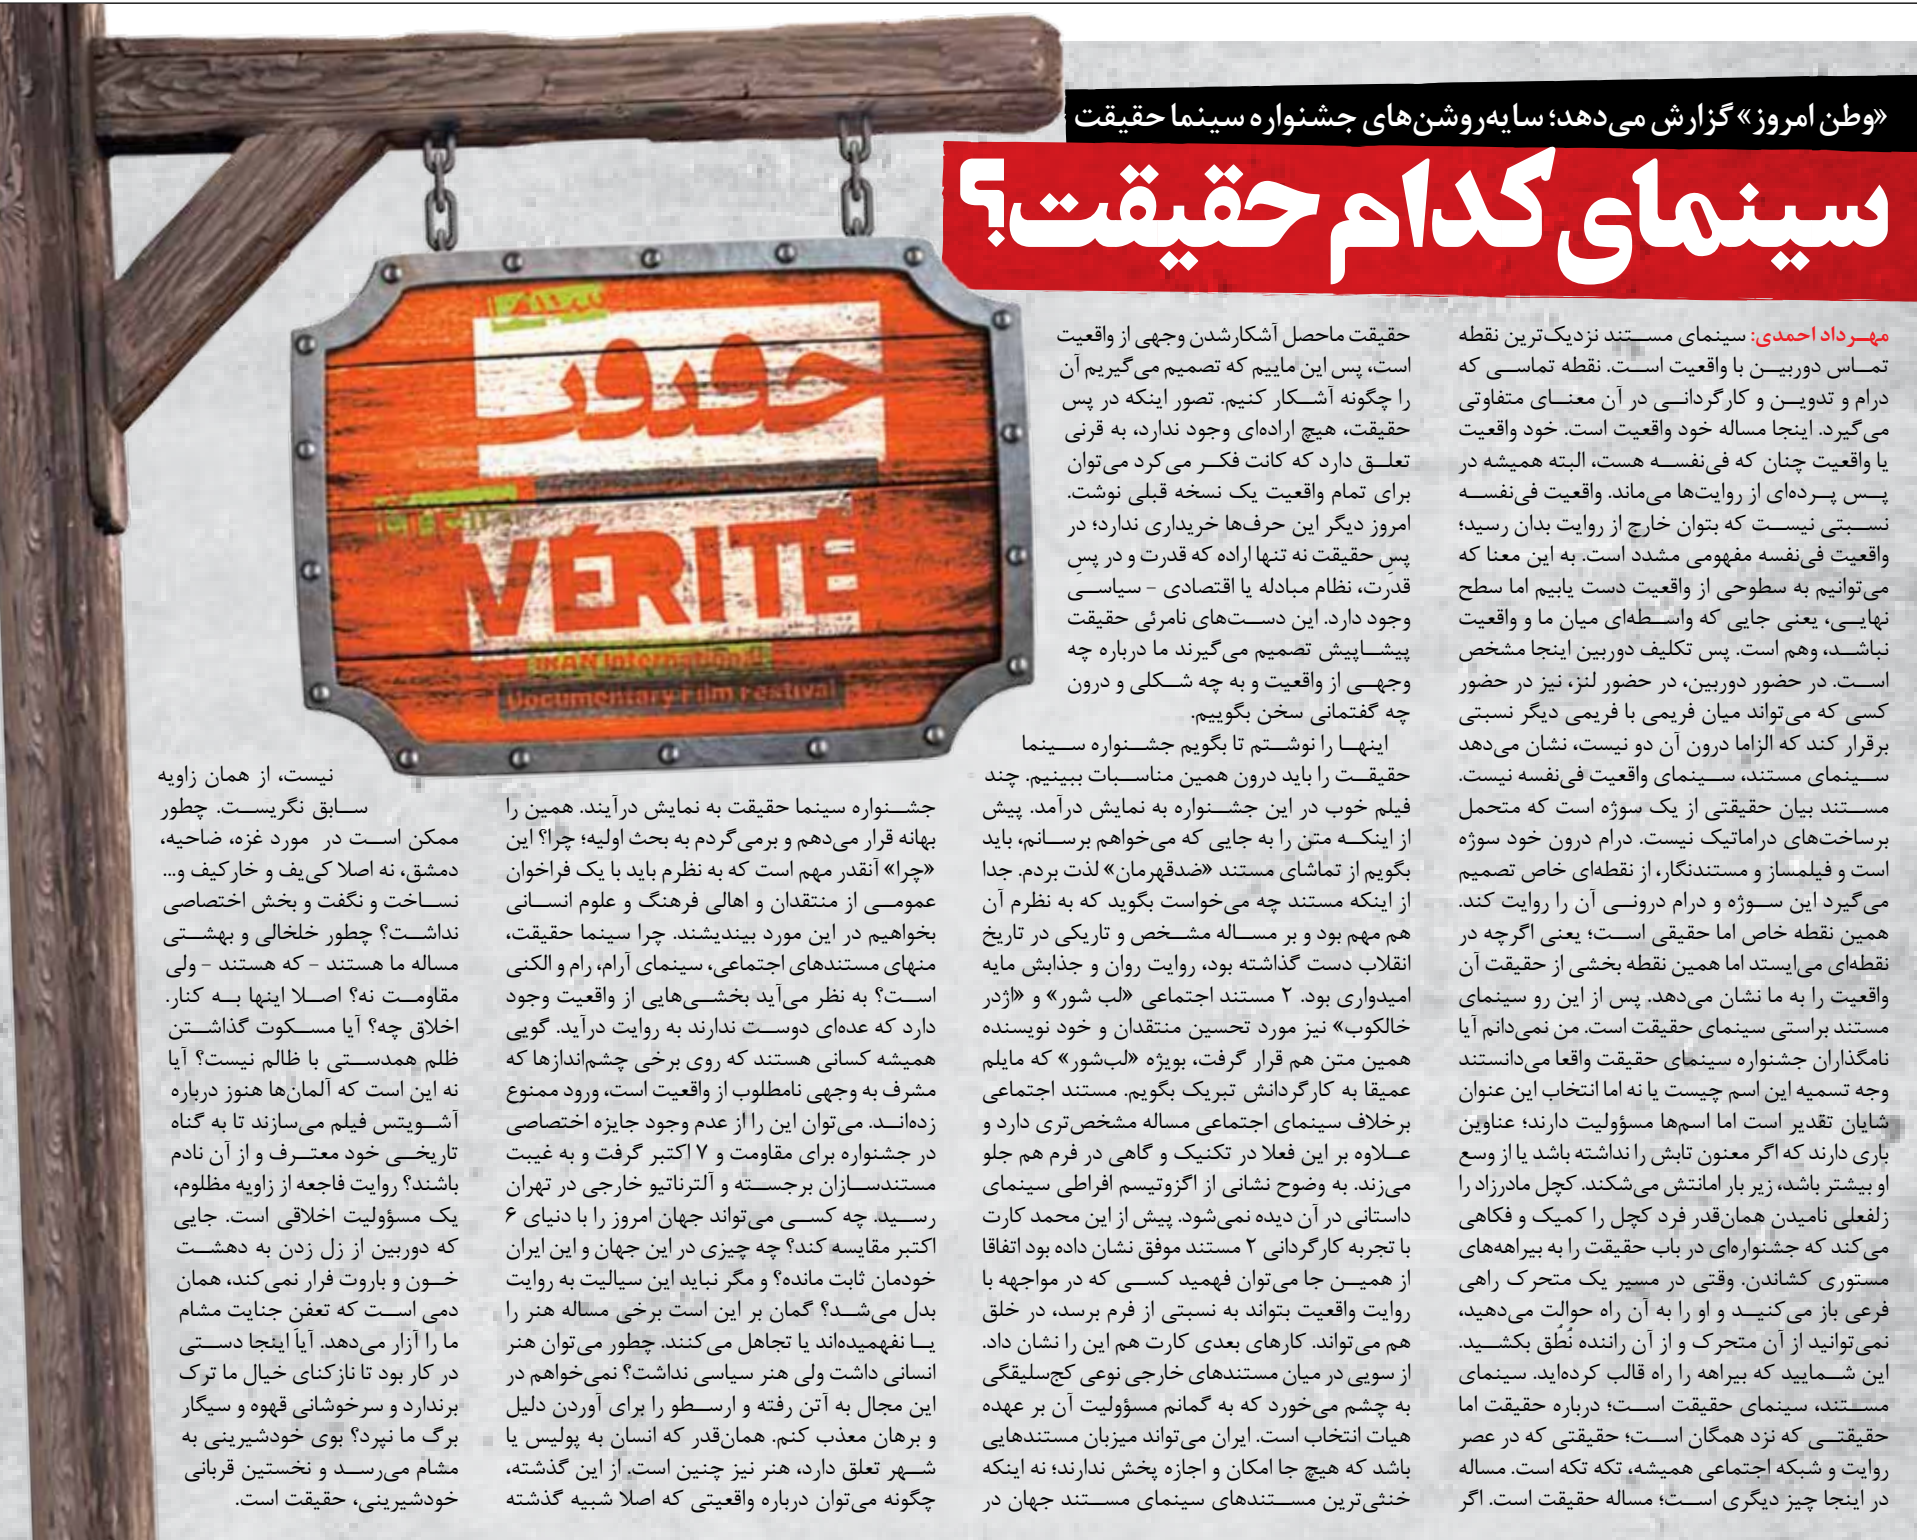 «وطن امروز» گزارش می‌دهد؛ سایه‌روشن‌های جشنواره سینما حقیقت
سینمای کدام حقیقت؟
سینما
حقیقت
VÉRITÉ
IRAN International
Documentary Film Festival
مهرداد احمدی: سینمای مستند نزدیک‌ترین نقطه
تماس دوربین با واقعیت است. نقطه تماسی که
درام و تدوین و کارگردانی در آن معنای متفاوتی
می‌گیرد. اینجا مساله خود واقعیت است. خود واقعیت
یا واقعیت چنان که فی‌نفسه هست، البته همیشه در
پس پرده‌ای از روایت‌ها می‌ماند. واقعیت فی‌نفسه
نسبتی نیست که بتوان خارج از روایت بدان رسید؛
واقعیت فی‌نفسه مفهومی مشدد است. به این معنا که
می‌توانیم به سطوحی از واقعیت دست یابیم اما سطح
نهایی، یعنی جایی که واسطه‌ای میان ما و واقعیت
نباشد، وهم است. پس تکلیف دوربین اینجا مشخص
است. در حضور دوربین، در حضور لنز، نیز در حضور
کسی که می‌تواند میان فریمی با فریمی دیگر نسبتی
برقرار کند که الزاما درون آن دو نیست، نشان می‌دهد
سینمای مستند، سینمای واقعیت فی‌نفسه نیست.
مستند بیان حقیقتی از یک سوژه است که متحمل
برساخت‌های دراماتیک نیست. درام درون خود سوژه
است و فیلمساز و مستندنگار، از نقطه‌ای خاص تصمیم
می‌گیرد این سوژه و درام درونی آن را روایت کند.
همین نقطه خاص اما حقیقی است؛ یعنی اگرچه در
نقطه‌ای می‌ایستد اما همین نقطه بخشی از حقیقت آن
واقعیت را به ما نشان می‌دهد. پس از این رو سینمای
مستند براستی سینمای حقیقت است. من نمی‌دانم آیا
نامگذاران جشنواره سینمای حقیقت واقعا می‌دانستند
وجه تسمیه این اسم چیست یا نه اما انتخاب این عنوان
شایان تقدیر است اما اسم‌ها مسؤولیت دارند؛ عناوین
باری دارند که اگر معنون تابش را نداشته باشد یا از وسع
او بیشتر باشد، زیر بار امانتش می‌شکند. کچل مادرزاد را
زلفعلی نامیدن همان‌قدر فرد کچل را کمیک و فکاهی
می‌کند که جشنواره‌ای در باب حقیقت را به بیراهه‌های
مستوری کشاندن. وقتی در مسیر یک متحرک راهی
فرعی باز می‌کنید و او را به آن راه حوالت می‌دهید،
نمی‌توانید از آن متحرک و از آن راننده نُطُق بکشید.
این شمایید که بیراهه را راه قالب کرده‌اید. سینمای
مستند، سینمای حقیقت است؛ درباره حقیقت اما
حقیقتی که نزد همگان است؛ حقیقتی که در عصر
روایت و شبکه اجتماعی همیشه، تکه تکه است. مساله
در اینجا چیز دیگری است؛ مساله حقیقت است. اگر
حقیقت ماحصل آشکارشدن وجهی از واقعیت
است، پس این ماییم که تصمیم می‌گیریم آن
را چگونه آشکار کنیم. تصور اینکه در پس
حقیقت، هیچ اراده‌ای وجود ندارد، به قرنی
تعلق دارد که کانت فکر می‌کرد می‌توان
برای تمام واقعیت یک نسخه قبلی نوشت.
امروز دیگر این حرف‌ها خریداری ندارد؛ در
پسِ حقیقت نه تنها اراده که قدرت و در پسِ
قدرت، نظام مبادله یا اقتصادی - سیاسی
وجود دارد. این دست‌های نامرئی حقیقت
پیشاپیش تصمیم می‌گیرند ما درباره چه
وجهی از واقعیت و به چه شکلی و درون
چه گفتمانی سخن بگوییم.
اینها را نوشتم تا بگویم جشنواره سینما
حقیقت را باید درون همین مناسبات ببینیم. چند
فیلم خوب در این جشنواره به نمایش درآمد. پیش
از اینکه متن را به جایی که می‌خواهم برسانم، باید
بگویم از تماشای مستند «ضدقهرمان» لذت بردم. جدا
از اینکه مستند چه می‌خواست بگوید که به نظرم آن
هم مهم بود و بر مساله مشخص و تاریکی در تاریخ
انقلاب دست گذاشته بود، روایت روان و جذابش مایه
امیدواری بود. ۲ مستند اجتماعی «لب شور» و «اژدر
خالکوب» نیز مورد تحسین منتقدان و خود نویسنده
همین متن هم قرار گرفت، بویژه «لب‌شور» که مایلم
عمیقا به کارگردانش تبریک بگویم. مستند اجتماعی
برخلاف سینمای اجتماعی مساله مشخص‌تری دارد و
علاوه بر این فعلا در تکنیک و گاهی در فرم هم جلو
می‌زند. به وضوح نشانی از اگزوتیسم افراطی سینمای
داستانی در آن دیده نمی‌شود. پیش از این محمد کارت
با تجربه کارگردانی ۲ مستند موفق نشان داده بود اتفاقا
از همین جا می‌توان فهمید کسی که در مواجهه با
روایت واقعیت بتواند به نسبتی از فرم برسد، در خلق
هم می‌تواند. کارهای بعدی کارت هم این را نشان داد.
از سویی در میان مستندهای خارجی نوعی کج‌سلیقگی
به چشم می‌خورد که به گمانم مسؤولیت آن بر عهده
هیات انتخاب است. ایران می‌تواند میزبان مستندهایی
باشد که هیچ جا امکان و اجازه پخش ندارند؛ نه اینکه
خنثی‌ترین مستندهای سینمای مستند جهان در
جشنواره سینما حقیقت به نمایش درآیند. همین را
بهانه قرار می‌دهم و برمی‌گردم به بحث اولیه؛ چرا؟ این
«چرا» آنقدر مهم است که به نظرم باید با یک فراخوان
عمومی از منتقدان و اهالی فرهنگ و علوم انسانی
بخواهیم در این مورد بیندیشند. چرا سینما حقیقت،
منهای مستندهای اجتماعی، سینمای آرام، رام و الکنی
است؟ به نظر می‌آید بخشی‌هایی از واقعیت وجود
دارد که عده‌ای دوست ندارند به روایت درآید. گویی
همیشه کسانی هستند که روی برخی چشم‌اندازها که
مشرف به وجهی نامطلوب از واقعیت است، ورود ممنوع
زده‌اند. می‌توان این را از عدم وجود جایزه اختصاصی
در جشنواره برای مقاومت و ۷ اکتبر گرفت و به غیبت
مستندسازان برجسته و آلترناتیو خارجی در تهران
رسید. چه کسی می‌تواند جهان امروز را با دنیای ۶
اکتبر مقایسه کند؟ چه چیزی در این جهان و این ایران
خودمان ثابت مانده؟ و مگر نباید این سیالیت به روایت
بدل می‌شد؟ گمان بر این است برخی مساله هنر را
یا نفهمیده‌اند یا تجاهل می‌کنند. چطور می‌توان هنر
انسانی داشت ولی هنر سیاسی نداشت؟ نمی‌خواهم در
این مجال به آتن رفته و ارسطو را برای آوردن دلیل
و برهان معذب کنم. همان‌قدر که انسان به پولیس یا
شهر تعلق دارد، هنر نیز چنین است. از این گذشته،
چگونه می‌توان درباره واقعیتی که اصلا شبیه گذشته
نیست، از همان زاویه
سابق نگریست. چطور
ممکن است در مورد غزه، ضاحیه،
دمشق، نه اصلا کی‌یف و خارکیف و...
نساخت و نگفت و بخش اختصاصی
نداشت؟ چطور خلخالی و بهشتی
مساله ما هستند - که هستند - ولی
مقاومت نه؟ اصلا اینها به کنار.
اخلاق چه؟ آیا مسکوت گذاشتن
ظلم همدستی با ظالم نیست؟ آیا
نه این است که آلمان‌ها هنوز درباره
آشویتس فیلم می‌سازند تا به گناه
تاریخی خود معترف و از آن نادم
باشند؟ روایت فاجعه از زاویه مظلوم،
یک مسؤولیت اخلاقی است. جایی
که دوربین از زل زدن به دهشت
خون و باروت فرار نمی‌کند، همان
دمی است که تعفن جنایت مشام
ما را آزار می‌دهد. آیا اینجا دستی
در کار بود تا نازکنای خیال ما ترک
برندارد و سرخوشانی قهوه و سیگار
برگ ما نپرد؟ بوی خودشیرینی به
مشام می‌رسد و نخستین قربانی
خودشیرینی، حقیقت است.